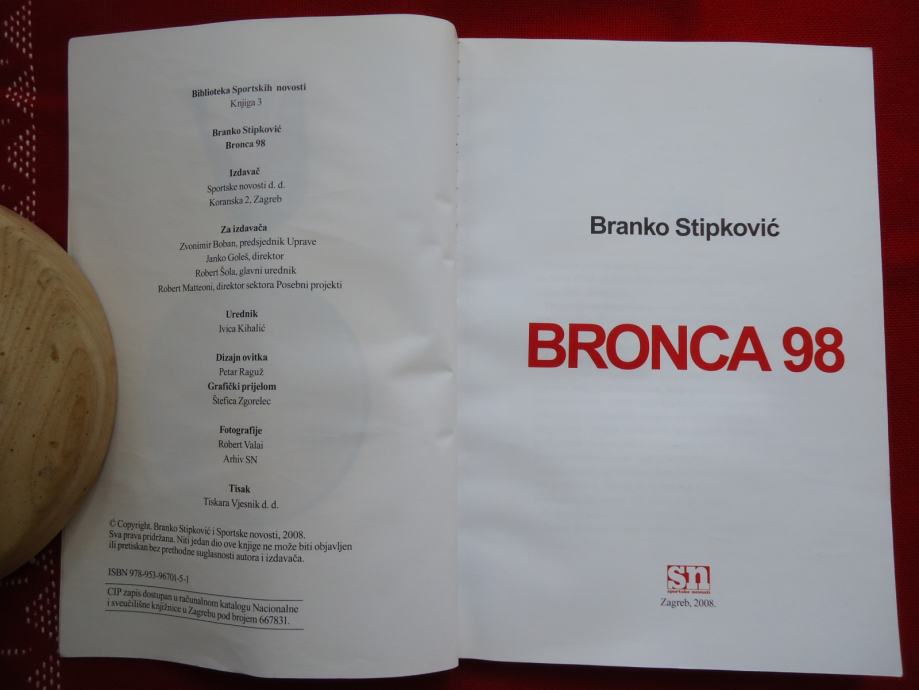 Biblioteka Sportskih novosti
Knjiga 3
Branko Stipković
Bronca 98
Izdavač
Sportske novosti d. d.
Koranska 2, Zagreb
Za izdavača
Zvonimir Boban, predsjednik Uprave
Janko Goleš, direktor
Robert Šola, glavni urednik
Robert Matteoni, direktor sektora Posebni projekti
Urednik
Ivica Kihalić
Dizajn ovitka
Petar Raguž
Grafički prijelom
Štefica Zgorelec
Fotografije
Robert Valai
Arhiv SN
Tisak
Tiskara Vjesnik d. d.
© Copyright. Branko Stipković i Sportske novosti, 2008.
Sva prava pridržana. Niti jedan dio ove knjige ne može biti objavljen
ili pretiskan bez prethodne suglasnosti autora i izdavača.
ISBN 978-953-96701-5-1
CIP zapis dostupan u računalnom katalogu Nacionalne
i sveučilišne knjižnice u Zagrebu pod brojem 667831.
Branko Stipković
BRONCA 98
sn
sportske novosti
Zagreb, 2008.